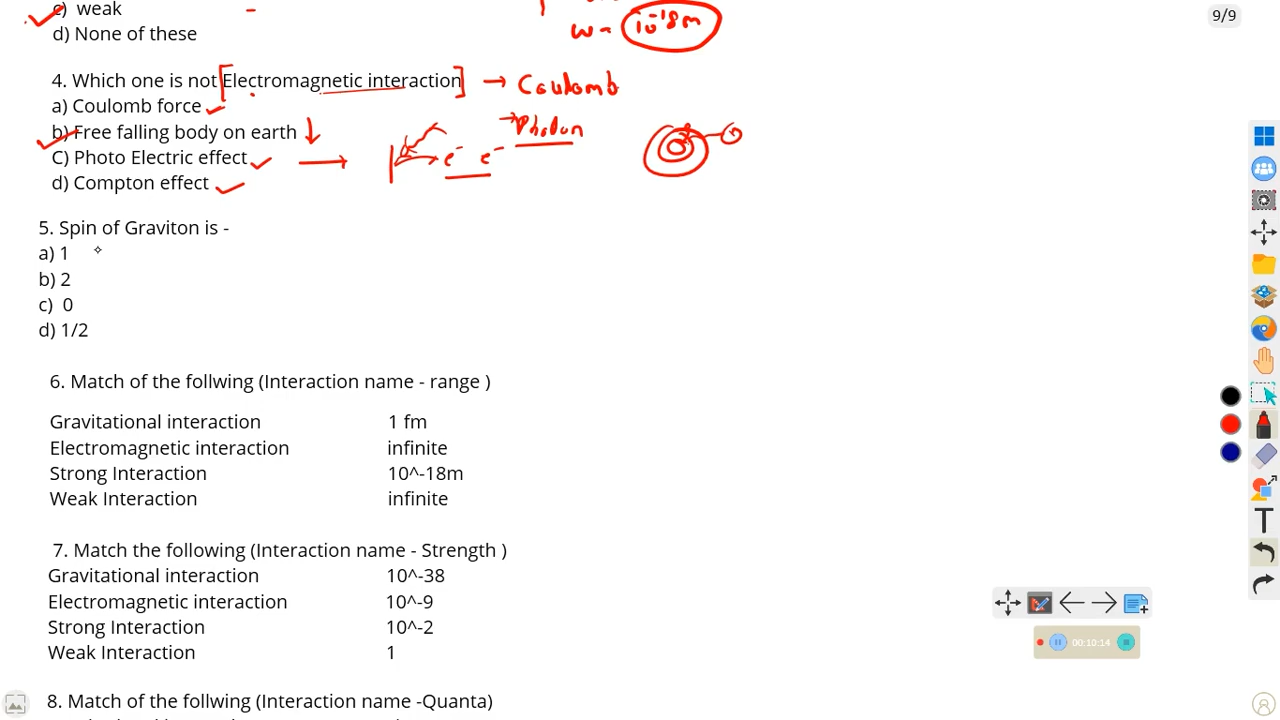 c) weak
d) None of these
w - 10^-18m
9/9
4. Which one is not [Electromagnetic interaction] → Coulomb
a) Coulomb force
b) Free falling body on earth
→ Photon
C) Photo Electric effect
e⁻ e⁻
d) Compton effect
5. Spin of Graviton is -
a) 1
b) 2
c) 0
d) 1/2
6. Match of the follwing (Interaction name - range )
Gravitational interaction 1 fm
Electromagnetic interaction infinite
Strong Interaction 10^-18m
Weak Interaction infinite
7. Match the following (Interaction name - Strength )
Gravitational interaction 10^-38
Electromagnetic interaction 10^-9
Strong Interaction 10^-2
Weak Interaction 1
00:10:14
8. Match of the following (Interaction name -Quanta)